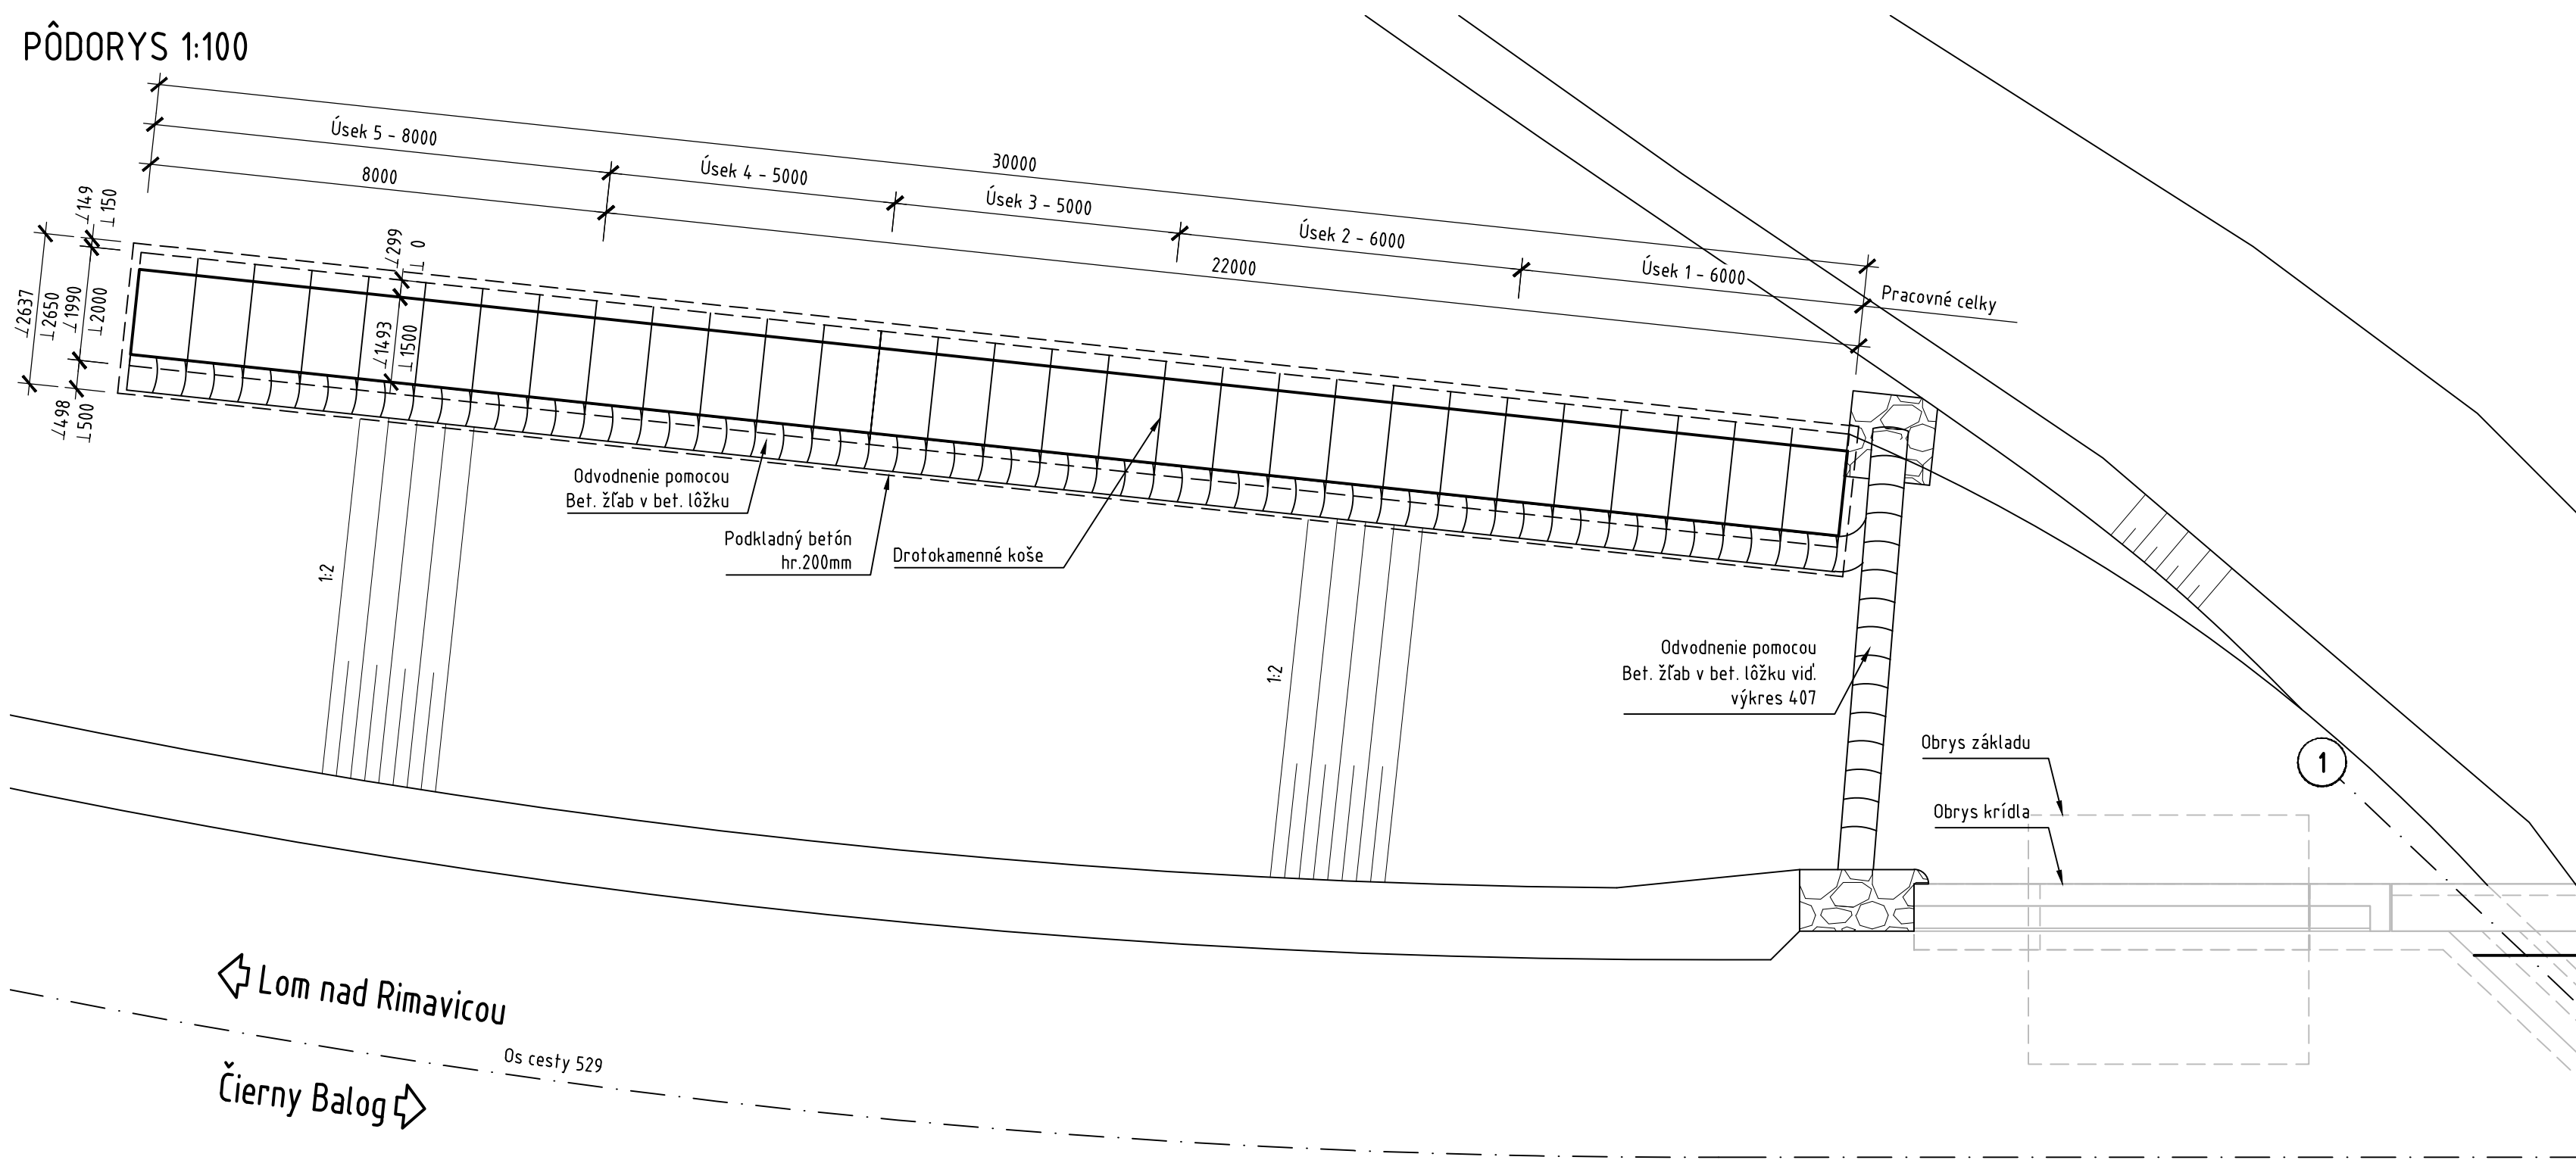 PÔDORYS 1:100
30000
Úsek 5 - 8000
Úsek 4 - 5000
Úsek 3 - 5000
Úsek 2 - 6000
Úsek 1 - 6000
Pracovné celky
8000
22000
∠149
⊥150
∠299
⊥0
∠2637
⊥2650
∠1990
⊥2000
∠1493
⊥1500
∠498
⊥500
Odvodnenie pomocou
Bet. žľab v bet. lôžku
Podkladný betón
hr.200mm
Drotokamenné koše
1:2
1:2
Odvodnenie pomocou
Bet. žľab v bet. lôžku viď.
výkres 407
Obrys základu
1
Obrys krídla
Lom nad Rimavicou
Os cesty 529
Čierny Balog